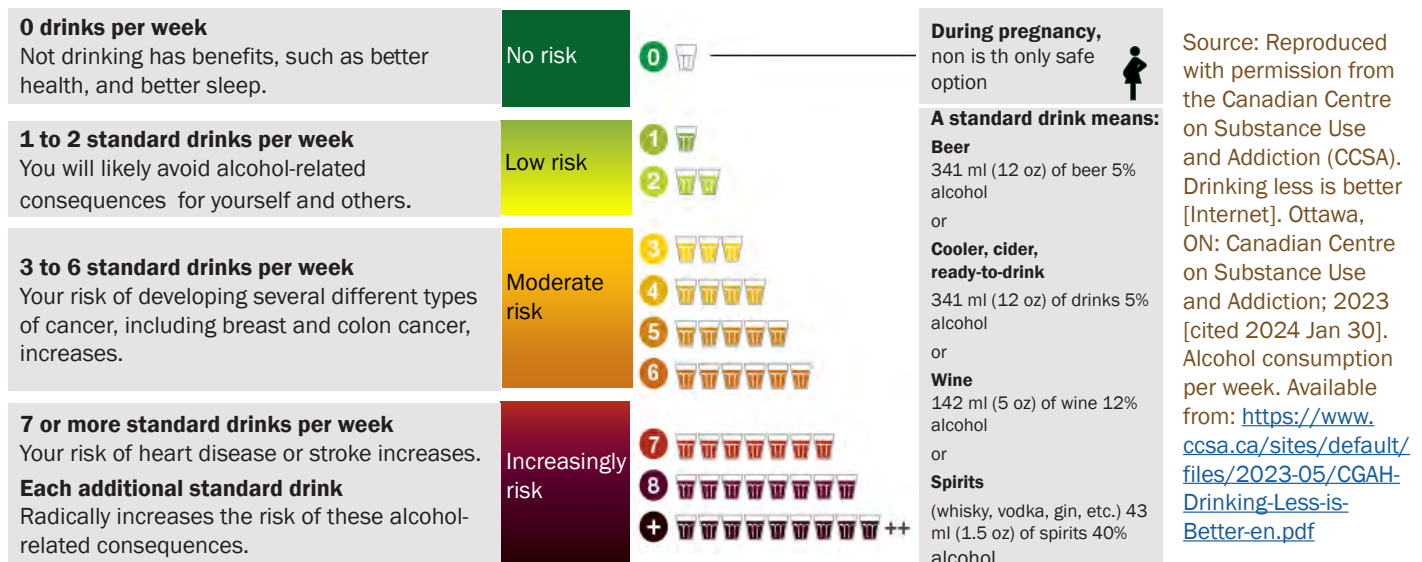 0 drinks per week
Not drinking has benefits, such as better
health, and better sleep.
No risk
0
1 to 2 standard drinks per week
You will likely avoid alcohol-related
consequences for yourself and others.
Low risk
1
2
3 to 6 standard drinks per week
Your risk of developing several different types
of cancer, including breast and colon cancer,
increases.
Moderate
risk
3
4
5
6
7 or more standard drinks per week
Your risk of heart disease or stroke increases.
Each additional standard drink
Radically increases the risk of these alcohol-
related consequences.
Increasingly
risk
7
8
+
++
During pregnancy,
non is th only safe
option
A standard drink means:
Beer
341 ml (12 oz) of beer 5%
alcohol
or
Cooler, cider,
ready-to-drink
341 ml (12 oz) of drinks 5%
alcohol
or
Wine
142 ml (5 oz) of wine 12%
alcohol
or
Spirits
(whisky, vodka, gin, etc.) 43
ml (1.5 oz) of spirits 40%
alcohol
Source: Reproduced
with permission from
the Canadian Centre
on Substance Use
and Addiction (CCSA).
Drinking less is better
[Internet]. Ottawa,
ON: Canadian Centre
on Substance Use
and Addiction; 2023
[cited 2024 Jan 30].
Alcohol consumption
per week. Available
from: https://www.
ccsa.ca/sites/default/
files/2023-05/CGAH-
Drinking-Less-is-
Better-en.pdf